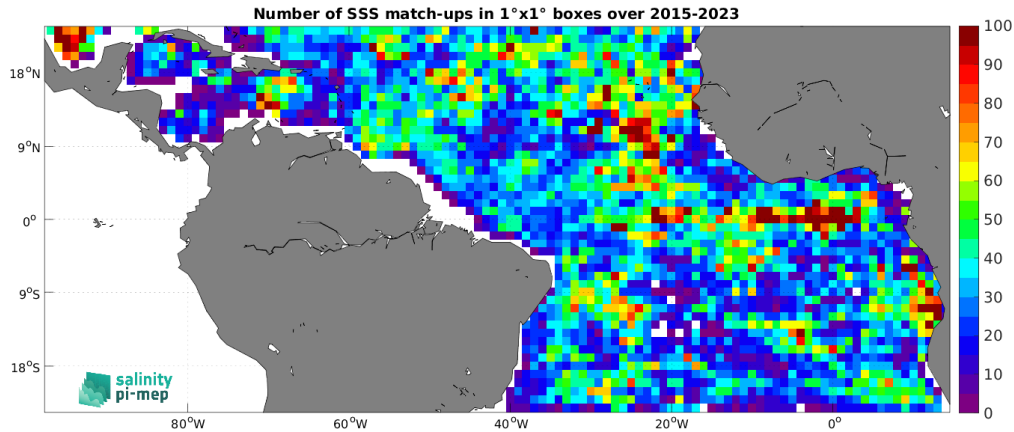 Number of SSS match-ups in 1°x1° boxes over 2015-2023
18°N
9°N
0°
9°S
18°S
80°W
60°W
40°W
20°W
0°
100
90
80
70
60
50
40
30
20
10
0
salinity
pi-mep